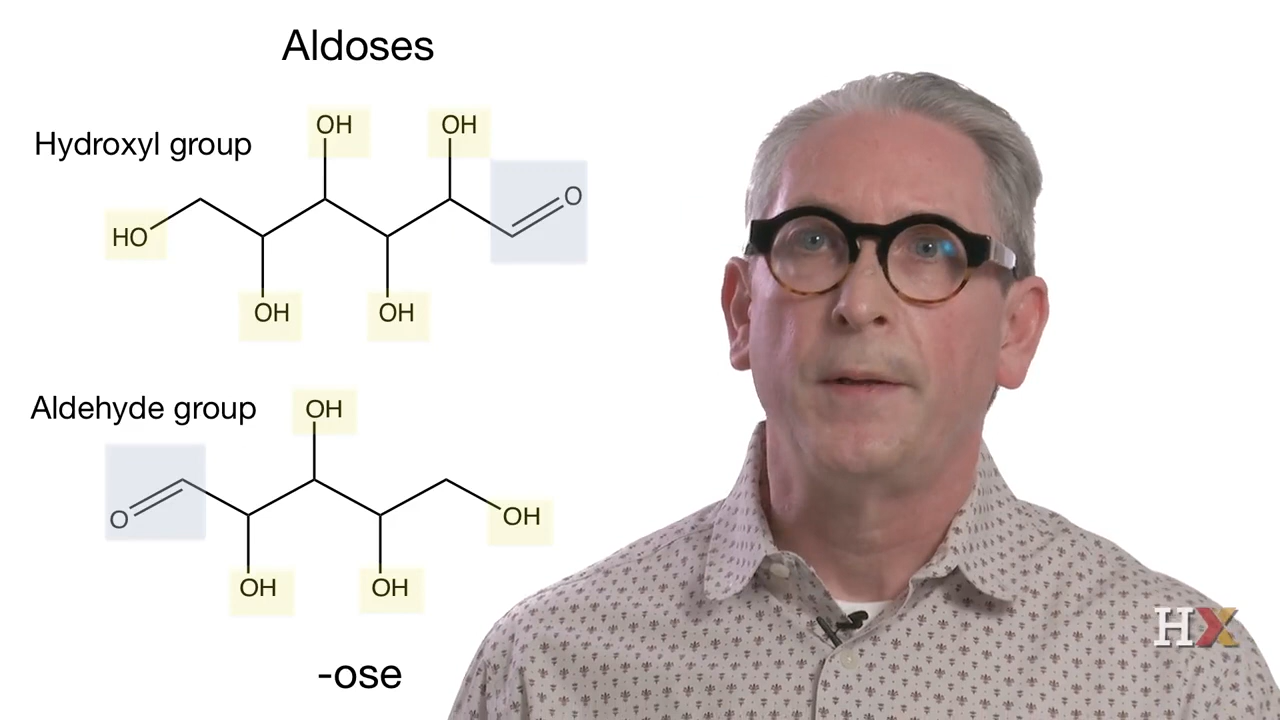 Aldoses
Hydroxyl group
OH
OH
O
HO
OH
OH
Aldehyde group
OH
O
OH
OH
OH
-ose
HX